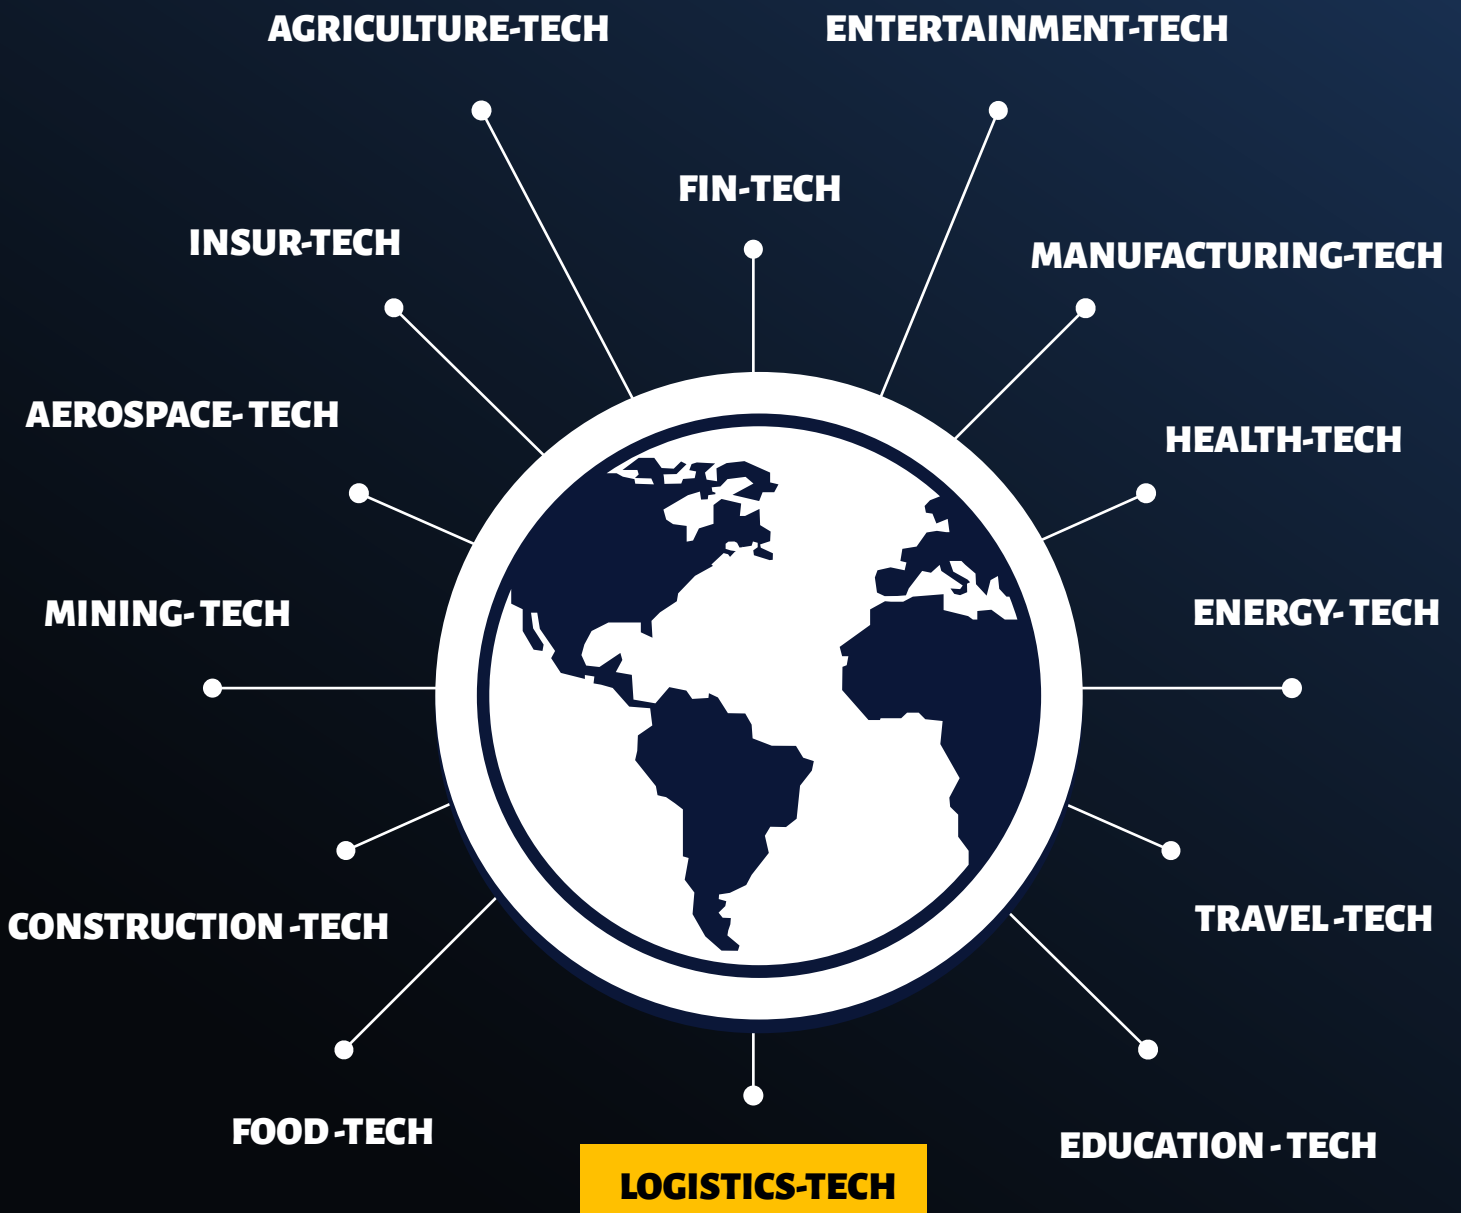 AGRICULTURE-TECH
ENTERTAINMENT-TECH
FIN-TECH
INSUR-TECH
MANUFACTURING-TECH
AEROSPACE- TECH
HEALTH-TECH
MINING- TECH
ENERGY- TECH
CONSTRUCTION -TECH
TRAVEL -TECH
FOOD -TECH
EDUCATION - TECH
LOGISTICS-TECH